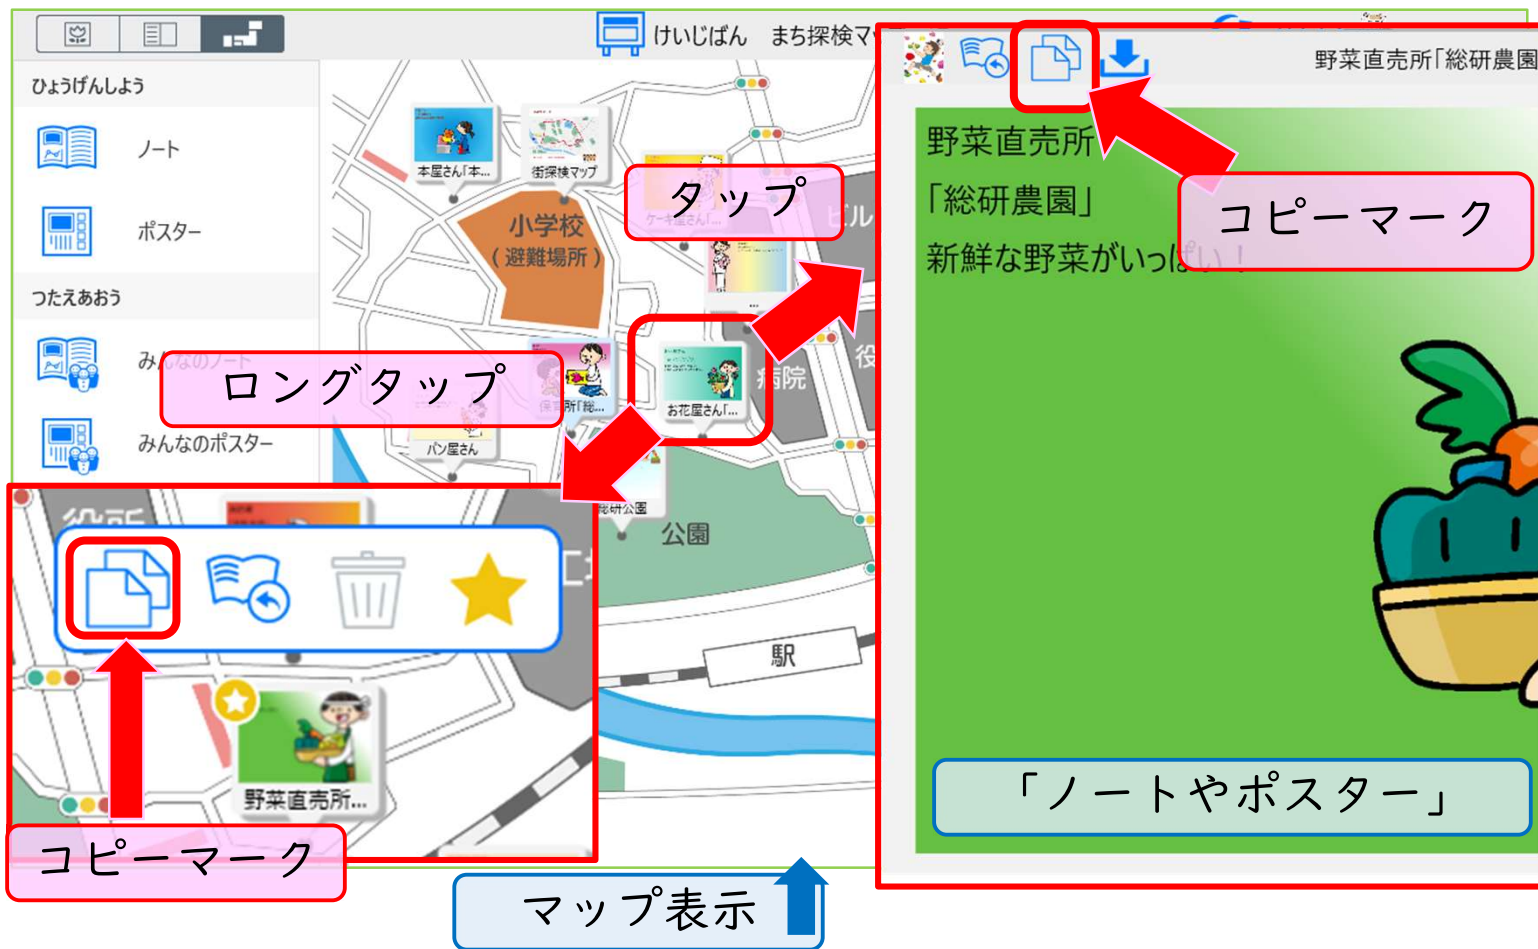 けいじばん まち探検マ
野菜直売所「総研農園
ひょうげんしよう
ノート
ポスター
つたえあおう
みんなのノート
みんなのポスター
本屋さん「本...
街探検マップ
ケーキ屋さん「...
小学校
(避難場所)
ビル
...
病院
役
保育所「総...
お花屋さん「...
パン屋さん
総研公園
公園
駅
タップ
ロングタップ
コピーマーク
野菜直売所
「総研農園」
新鮮な野菜がいっぱい!
「ノートやポスター」
役所
野菜直売所...
コピーマーク
マップ表示